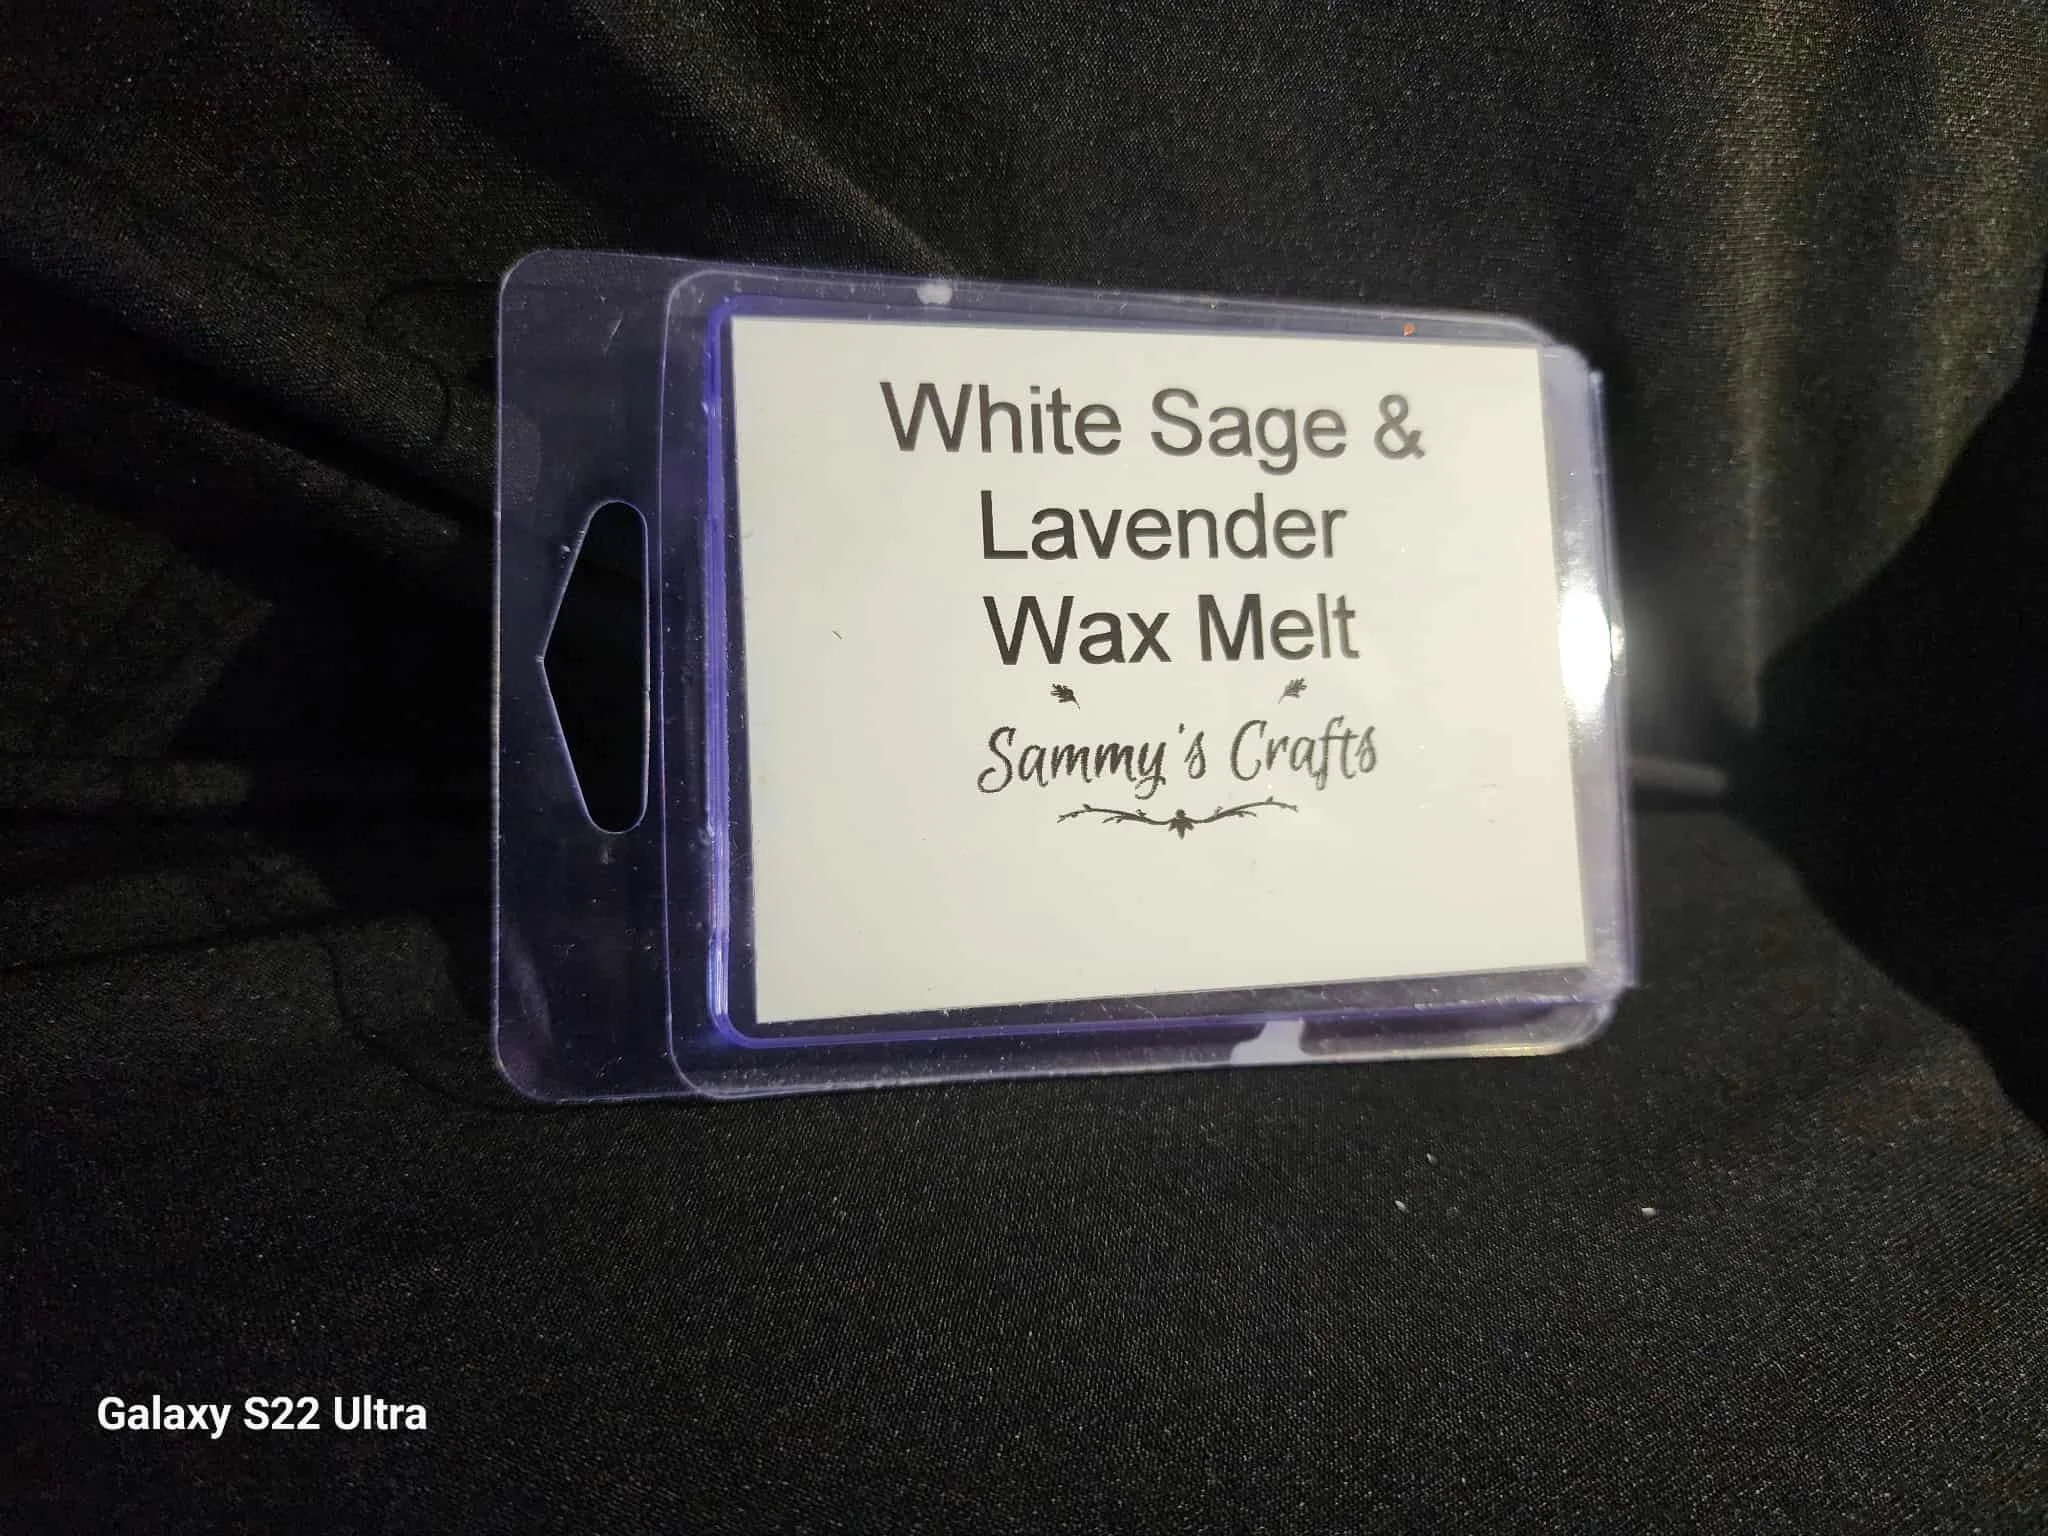 White Sage &
Lavender
Wax Melt
Sammy's Crafts
Galaxy S22 Ultra